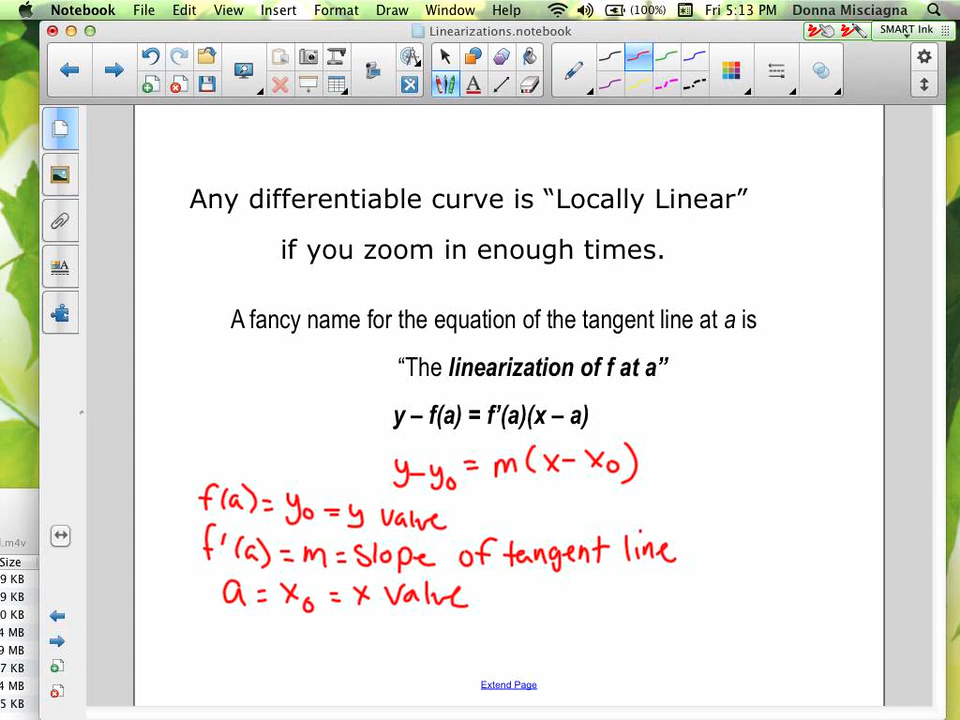 Notebook File Edit View Insert Format Draw Window Help (100%) Fri 5:13 PM Donna Misciagna
Linearizations.notebook
SMART Ink
Any differentiable curve is “Locally Linear”
if you zoom in enough times.
A fancy name for the equation of the tangent line at a is
“The linearization of f at a”
y – f(a) = f’(a)(x – a)
y-y₀ = m(x-x₀)
f(a) = y₀ = y value
f'(a) = m = slope of tangent line
a = x₀ = x value
.m4v
Size
9 KB
0 KB
0 KB
4 MB
9 MB
7 KB
4 MB
5 KB
Extend Page